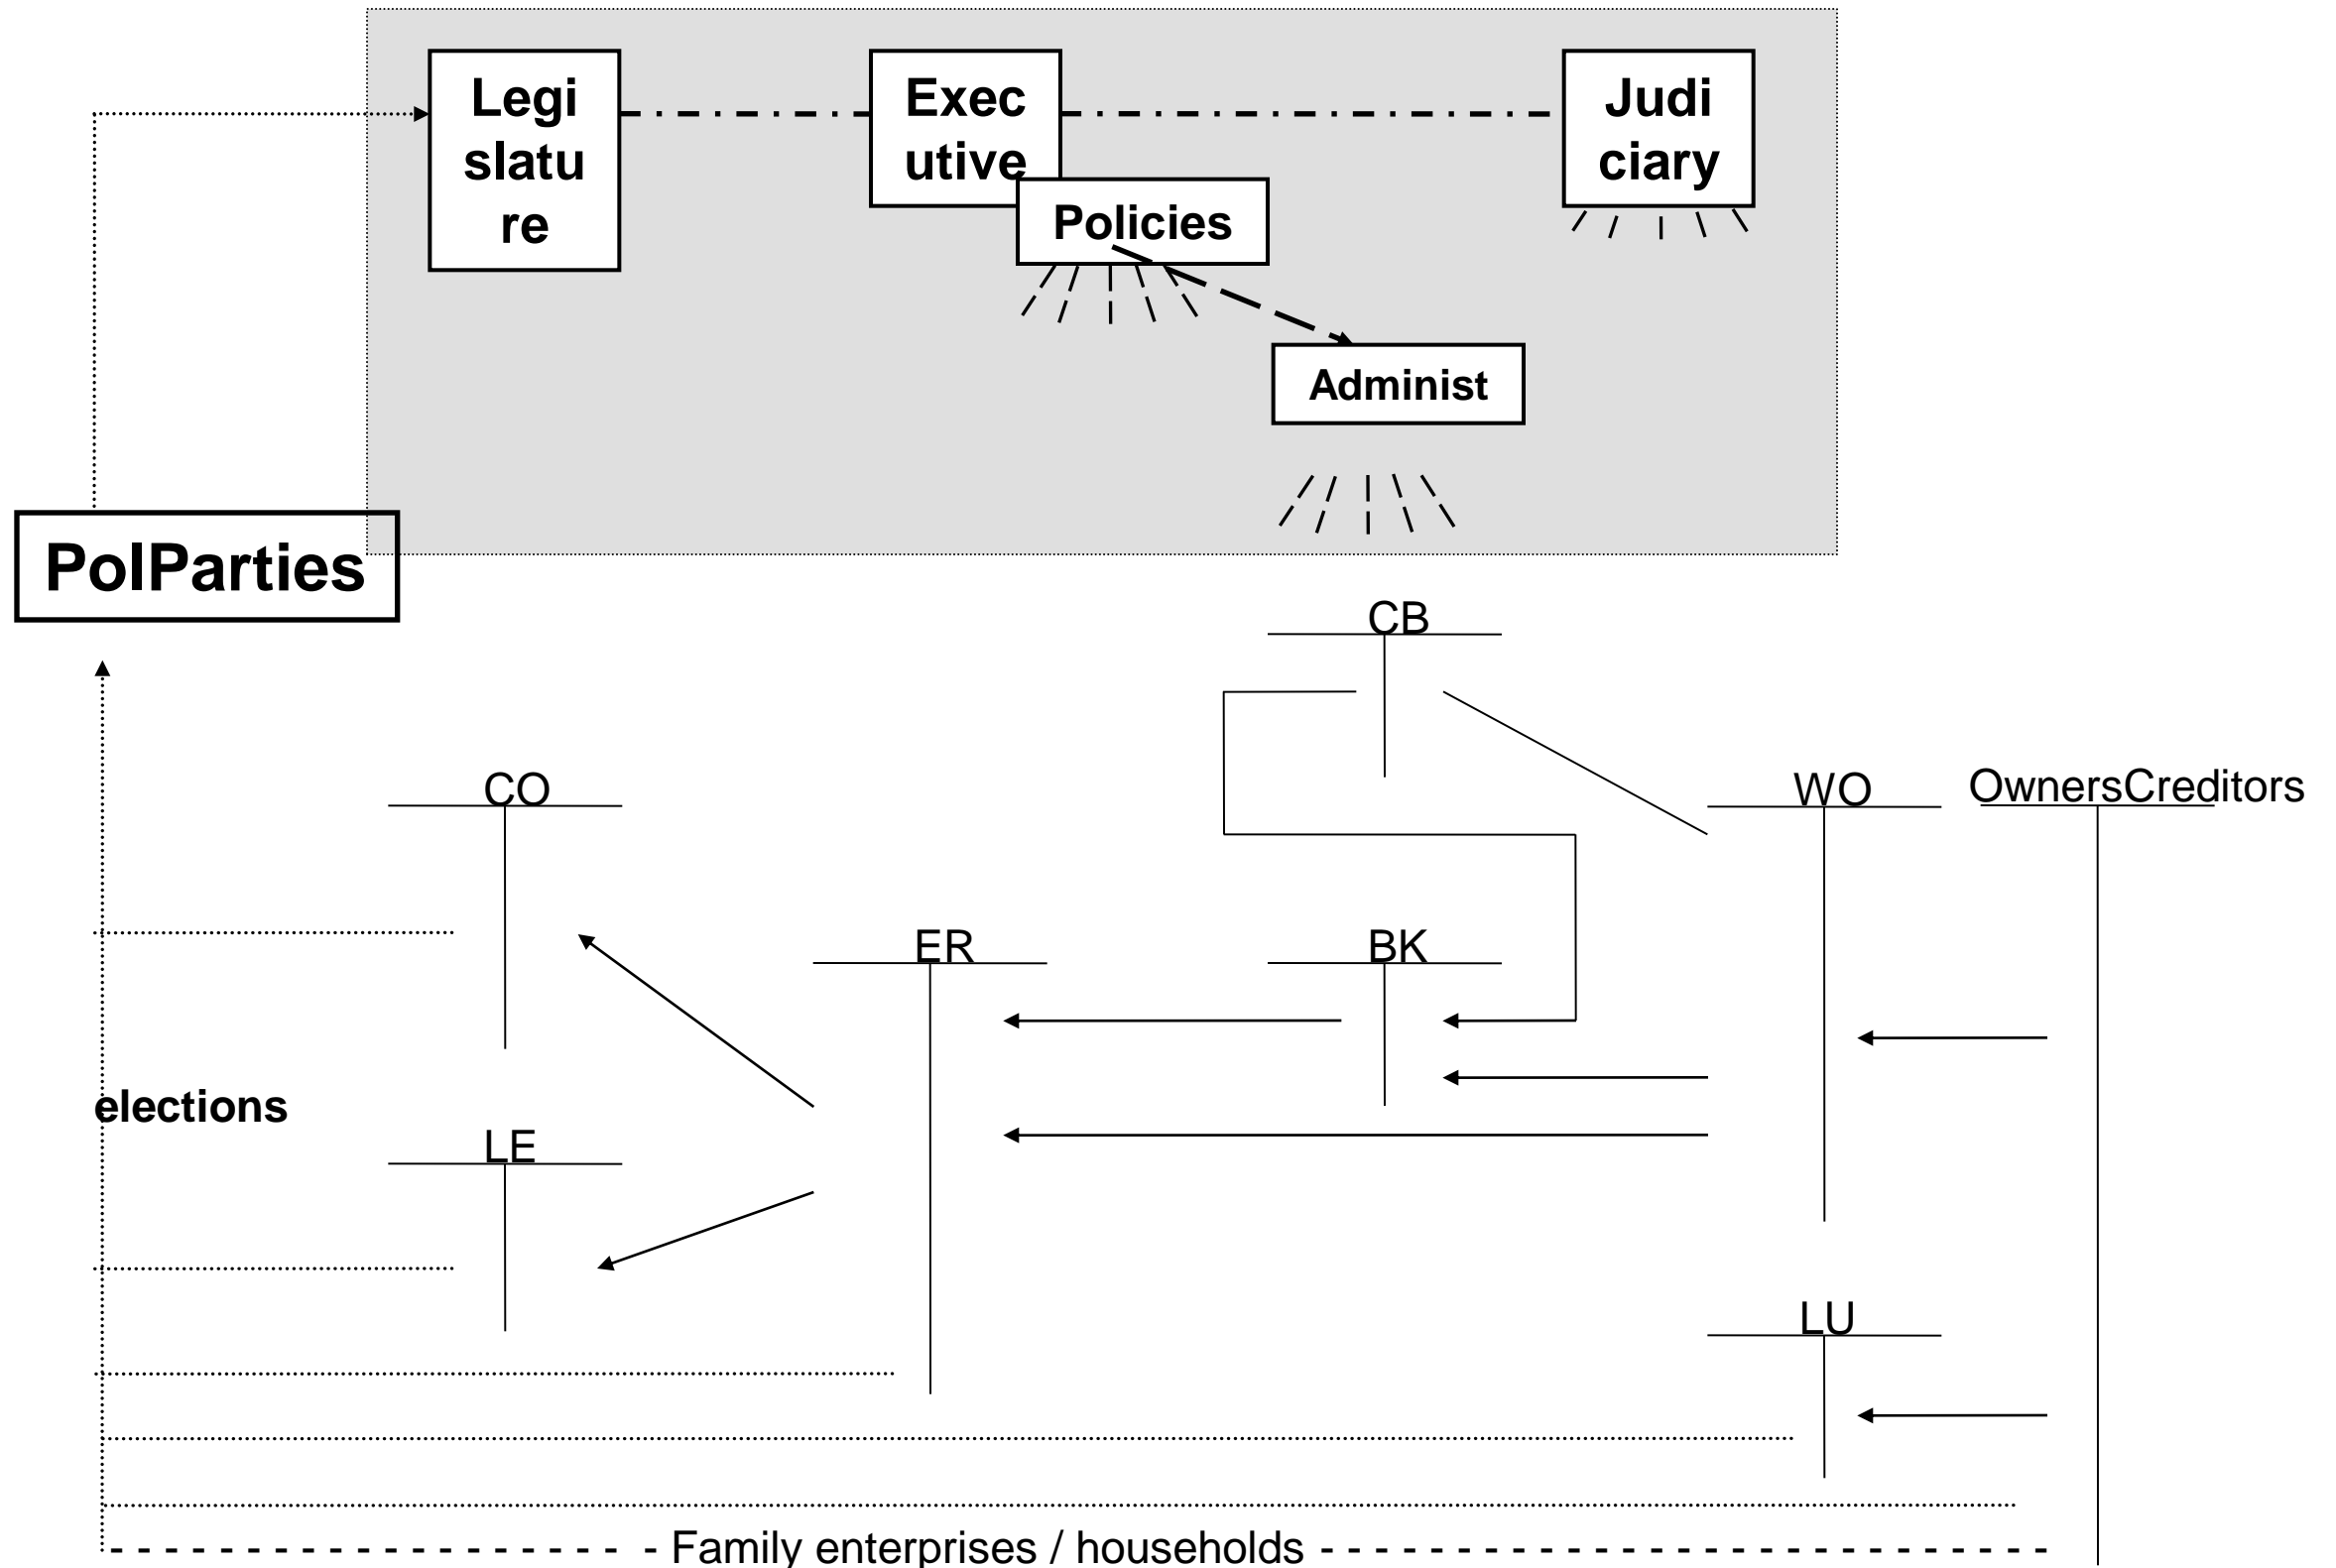 Legi
slatu
re
Exec
utive
Judi
ciary
Policies
Administ
PolParties
CB
CO
WO
OwnersCreditors
ER
BK
elections
LE
LU
Family enterprises / households